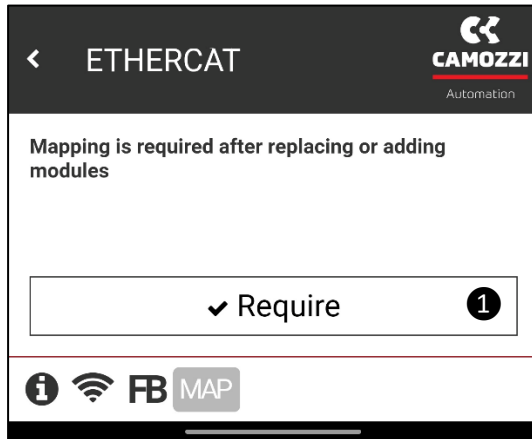 ETHERCAT
CAMOZZI
Automation
Mapping is required after replacing or adding
modules
Require
1
FB MAP